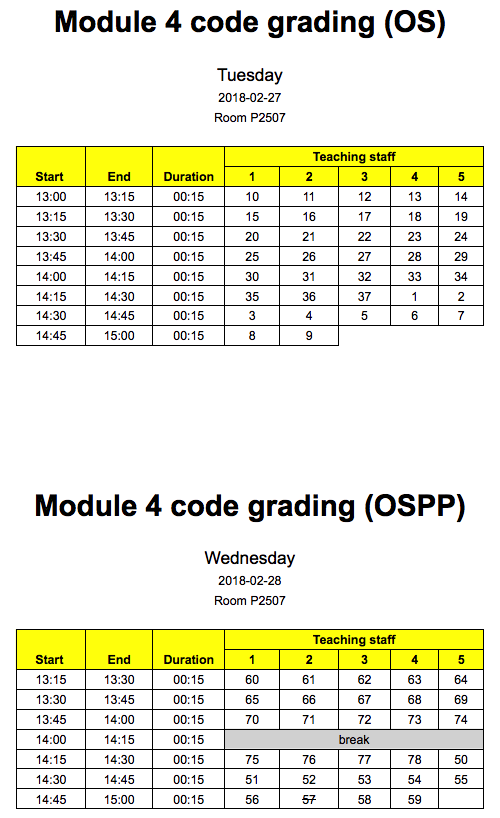 Module 4 code grading (OS)
Tuesday
2018-02-27
Room P2507
Teaching staff
Start End Duration 1 2 3 4 5
13:00 13:15 00:15 10 11 12 13 14
13:15 13:30 00:15 15 16 17 18 19
13:30 13:45 00:15 20 21 22 23 24
13:45 14:00 00:15 25 26 27 28 29
14:00 14:15 00:15 30 31 32 33 34
14:15 14:30 00:15 35 36 37 1 2
14:30 14:45 00:15 3 4 5 6 7
14:45 15:00 00:15 8 9
Module 4 code grading (OSPP)
Wednesday
2018-02-28
Room P2507
Teaching staff
Start End Duration 1 2 3 4 5
13:15 13:30 00:15 60 61 62 63 64
13:30 13:45 00:15 65 66 67 68 69
13:45 14:00 00:15 70 71 72 73 74
14:00 14:15 00:15 break
14:15 14:30 00:15 75 76 77 78 50
14:30 14:45 00:15 51 52 53 54 55
14:45 15:00 00:15 56 57 58 59